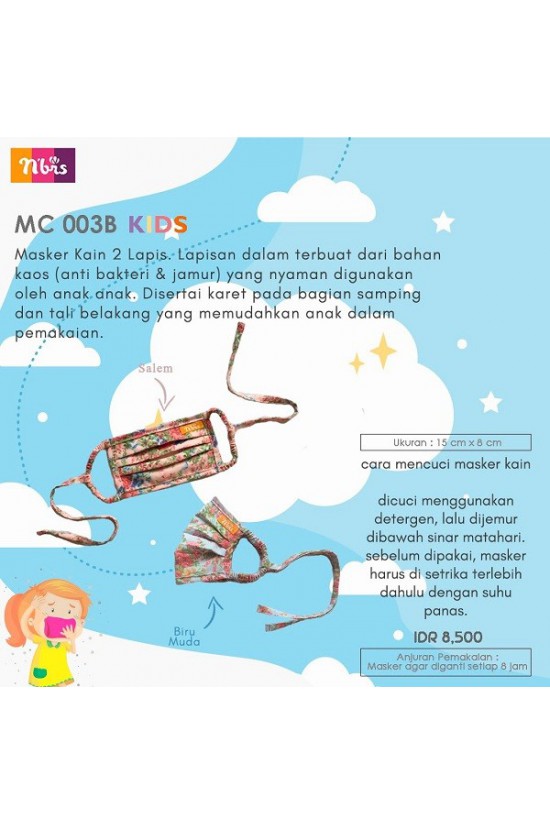 Nbrs
MC 003B KIDS
Masker Kain 2 Lapis. Lapisan dalam terbuat dari bahan
kaos (anti bakteri & jamur) yang nyaman digunakan
oleh anak anak. Disertai karet pada bagian samping
dan tali belakang yang memudahkan anak dalam
pemakaian.
Salem
Ukuran : 15 cm x 8 cm
cara mencuci masker kain
dicuci menggunakan
detergen, lalu dijemur
dibawah sinar matahari.
sebelum dipakai, masker
harus di setrika terlebih
dahulu dengan suhu
panas.
Biru
Muda
IDR 8,500
Anjuran Pemakaian :
Masker agar diganti setiap 8 jam